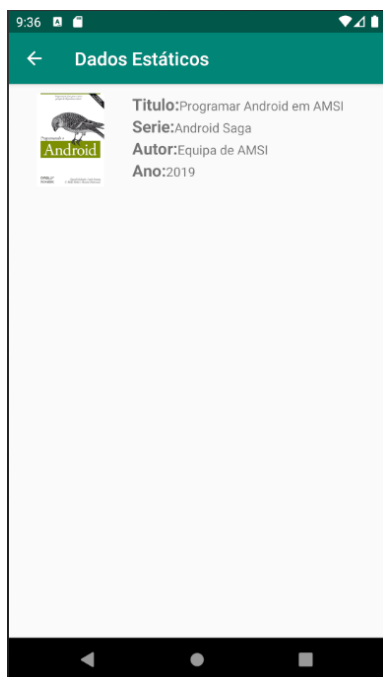 9:36
Dados Estáticos
Titulo:Programar Android em AMSI
Serie:Android Saga
Autor:Equipa de AMSI
Ano:2019
Android